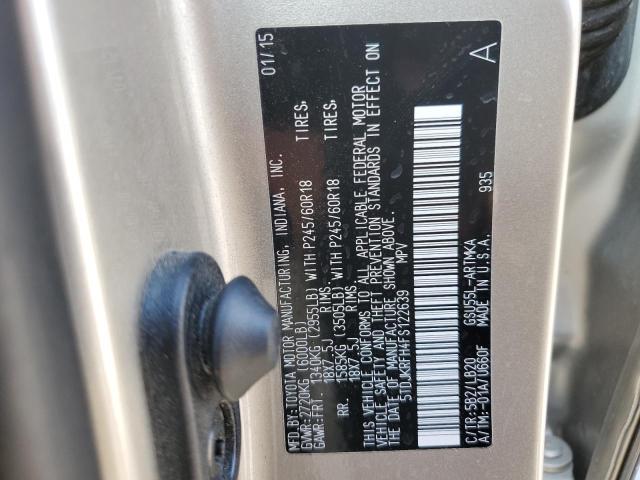 MFD.BY:TOYOTA MOTOR MANUFACTURING, INDIANA, INC. 01/15
GVWR:2720KG(6000LB)
GAWR:FRT. 1340KG(2955LB)WITH P245/60R18 TIRES,
18X7.5J RIMS.
RR. 1585KG(3505LB)WITH P245/60R18 TIRES,
18X7.5J RIMS.
THIS VEHICLE CONFORMS TO ALL APPLICABLE FEDERAL MOTOR
VEHICLE SAFETY AND THEFT PREVENTION STANDARDS IN EFFECT ON
THE DATE OF MANUFACTURE SHOWN ABOVE.
5TDJKRFH4FS122639 MPV
A
935
C/TR:5B2/LB20 GSU55L-ARTMKA
A/TM:-01A/U660F MADE IN U.S.A.